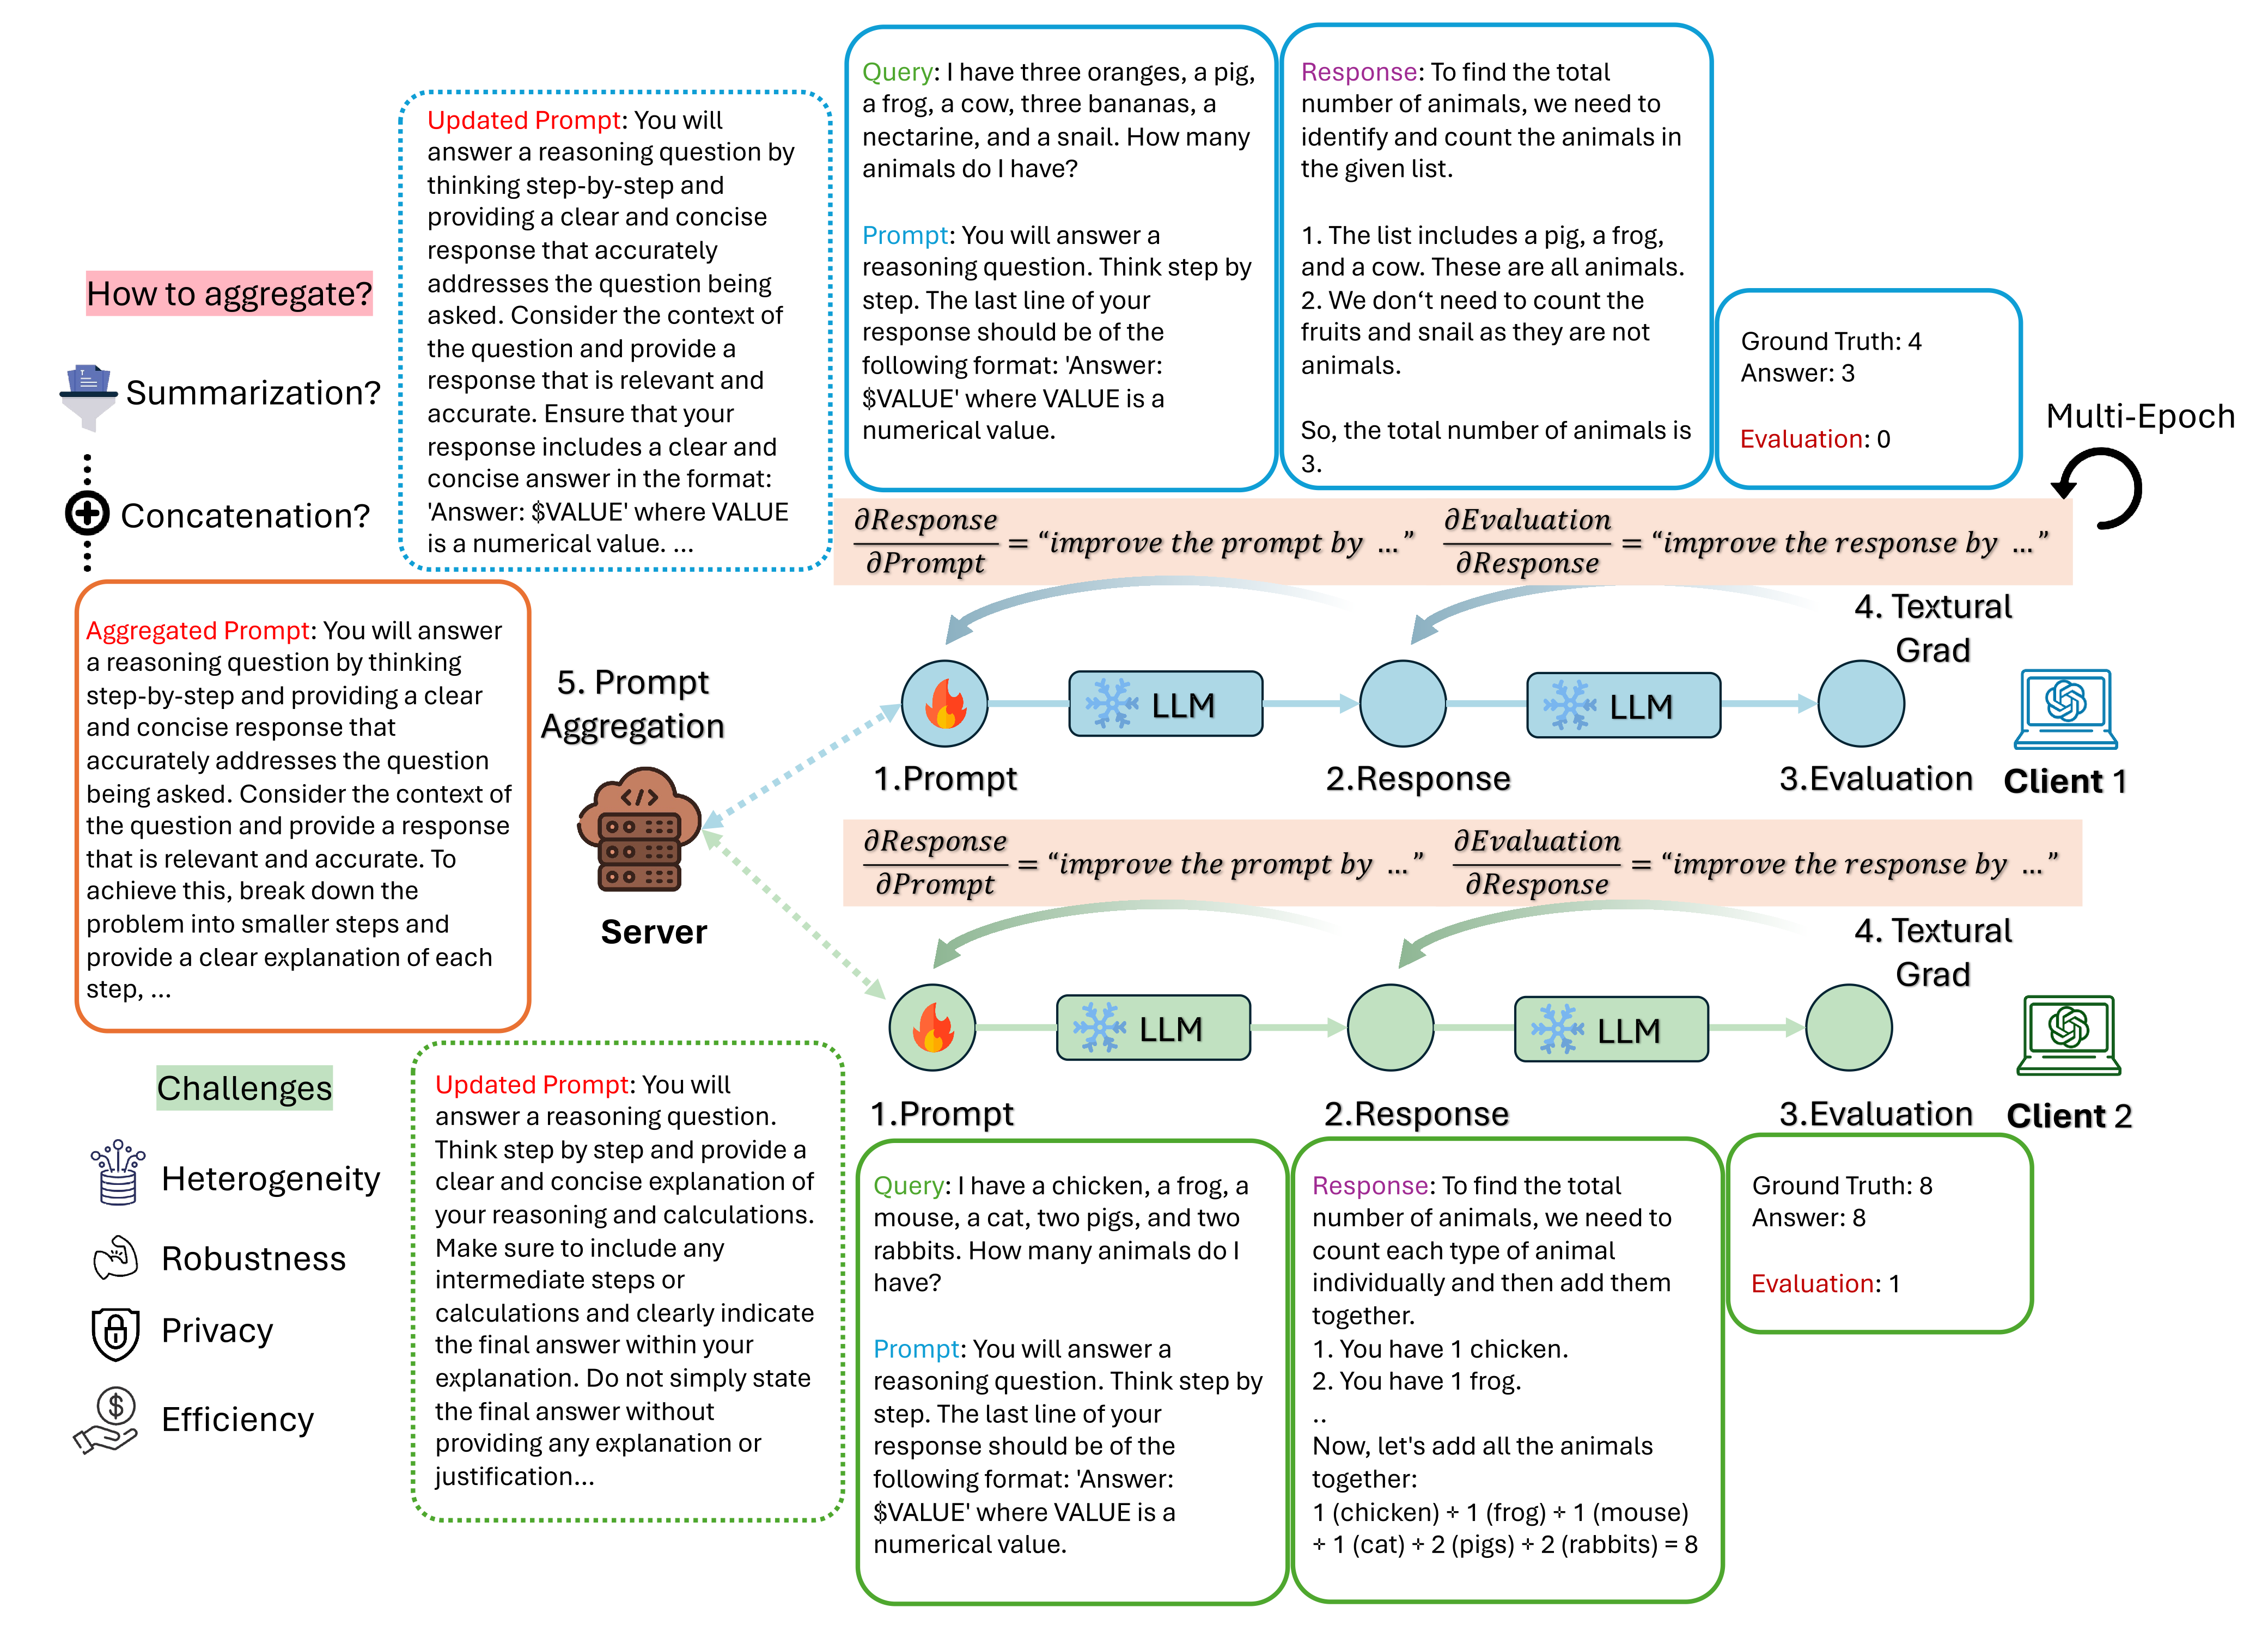 How to aggregate?
Summarization?
Concatenation?
Updated Prompt: You will
answer a reasoning question by
thinking step-by-step and
providing a clear and concise
response that accurately
addresses the question being
asked. Consider the context of
the question and provide a
response that is relevant and
accurate. Ensure that your
response includes a clear and
concise answer in the format:
'Answer: $VALUE' where VALUE
is a numerical value. ...
Query: I have three oranges, a pig,
a frog, a cow, three bananas, a
nectarine, and a snail. How many
animals do I have?
Prompt: You will answer a
reasoning question. Think step by
step. The last line of your
response should be of the
following format: 'Answer:
$VALUE' where VALUE is a
numerical value.
Response: To find the total
number of animals, we need to
identify and count the animals in
the given list.
1. The list includes a pig, a frog,
and a cow. These are all animals.
2. We don‘t need to count the
fruits and snail as they are not
animals.
So, the total number of animals is
3.
Ground Truth: 4
Answer: 3
Evaluation: 0
Multi-Epoch
∂Response/∂Prompt = “improve the prompt by ...” ∂Evaluation/∂Response = “improve the response by ...”
4. Textural
Grad
LLM
LLM
1.Prompt
2.Response
3.Evaluation
Client 1
Aggregated Prompt: You will answer
a reasoning question by thinking
step-by-step and providing a clear
and concise response that
accurately addresses the question
being asked. Consider the context of
the question and provide a response
that is relevant and accurate. To
achieve this, break down the
problem into smaller steps and
provide a clear explanation of each
step, ...
5. Prompt
Aggregation
</>
Server
∂Response/∂Prompt = “improve the prompt by ...” ∂Evaluation/∂Response = “improve the response by ...”
4. Textural
Grad
LLM
LLM
1.Prompt
2.Response
3.Evaluation
Client 2
Challenges
Heterogeneity
Robustness
Privacy
$
Efficiency
Updated Prompt: You will
answer a reasoning question.
Think step by step and provide a
clear and concise explanation of
your reasoning and calculations.
Make sure to include any
intermediate steps or
calculations and clearly indicate
the final answer within your
explanation. Do not simply state
the final answer without
providing any explanation or
justification...
Query: I have a chicken, a frog, a
mouse, a cat, two pigs, and two
rabbits. How many animals do I
have?
Prompt: You will answer a
reasoning question. Think step by
step. The last line of your
response should be of the
following format: 'Answer:
$VALUE' where VALUE is a
numerical value.
Response: To find the total
number of animals, we need to
count each type of animal
individually and then add them
together.
1. You have 1 chicken.
2. You have 1 frog.
..
Now, let's add all the animals
together:
1 (chicken) + 1 (frog) + 1 (mouse)
+ 1 (cat) + 2 (pigs) + 2 (rabbits) = 8
Ground Truth: 8
Answer: 8
Evaluation: 1